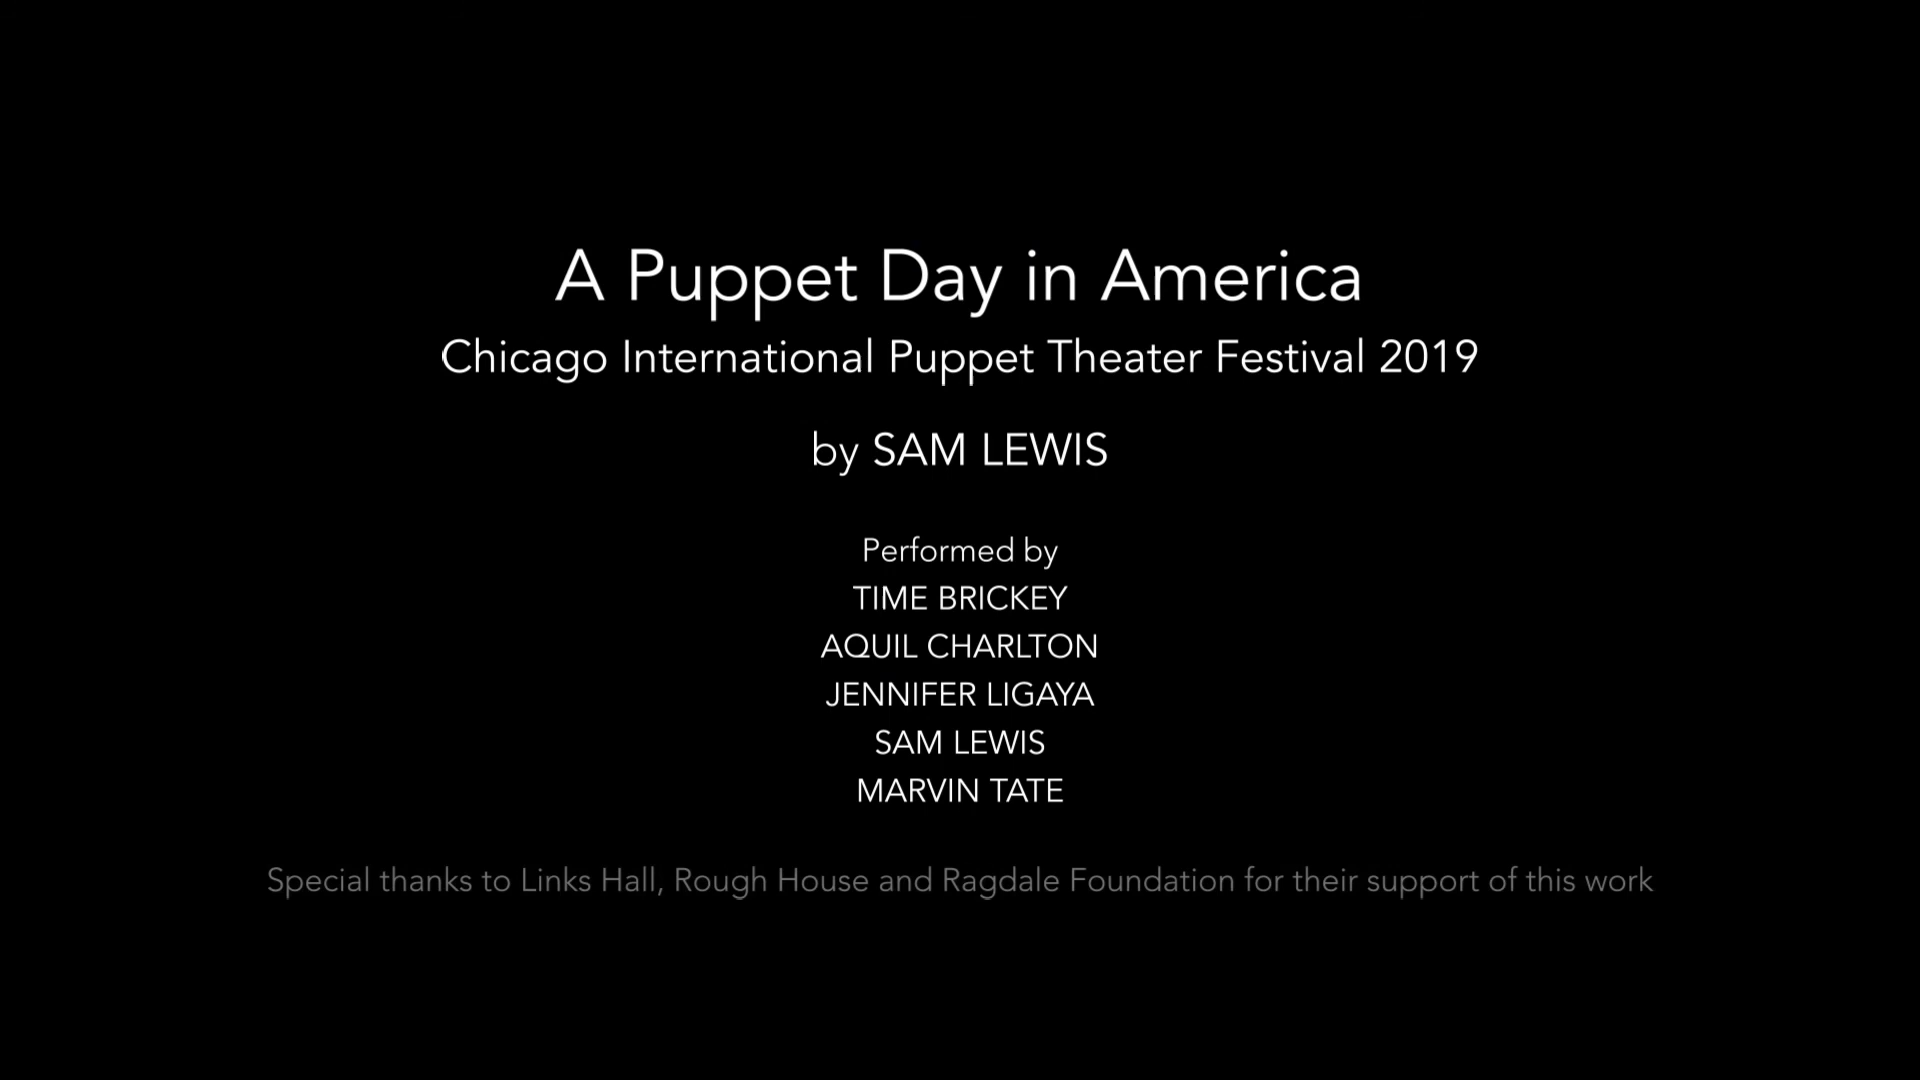 A Puppet Day in America
Chicago International Puppet Theater Festival 2019
by SAM LEWIS
Performed by
TIME BRICKEY
AQUIL CHARLTON
JENNIFER LIGAYA
SAM LEWIS
MARVIN TATE
Special thanks to Links Hall, Rough House and Ragdale Foundation for their support of this work